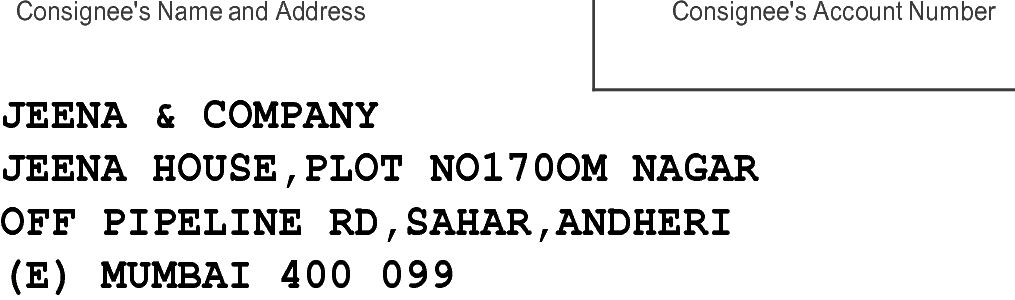 Consignee's Name and Address
Consignee's Account Number
JEENA & COMPANY
JEENA HOUSE,PLOT NO170OM NAGAR
OFF PIPELINE RD,SAHAR,ANDHERI
(E) MUMBAI 400 099